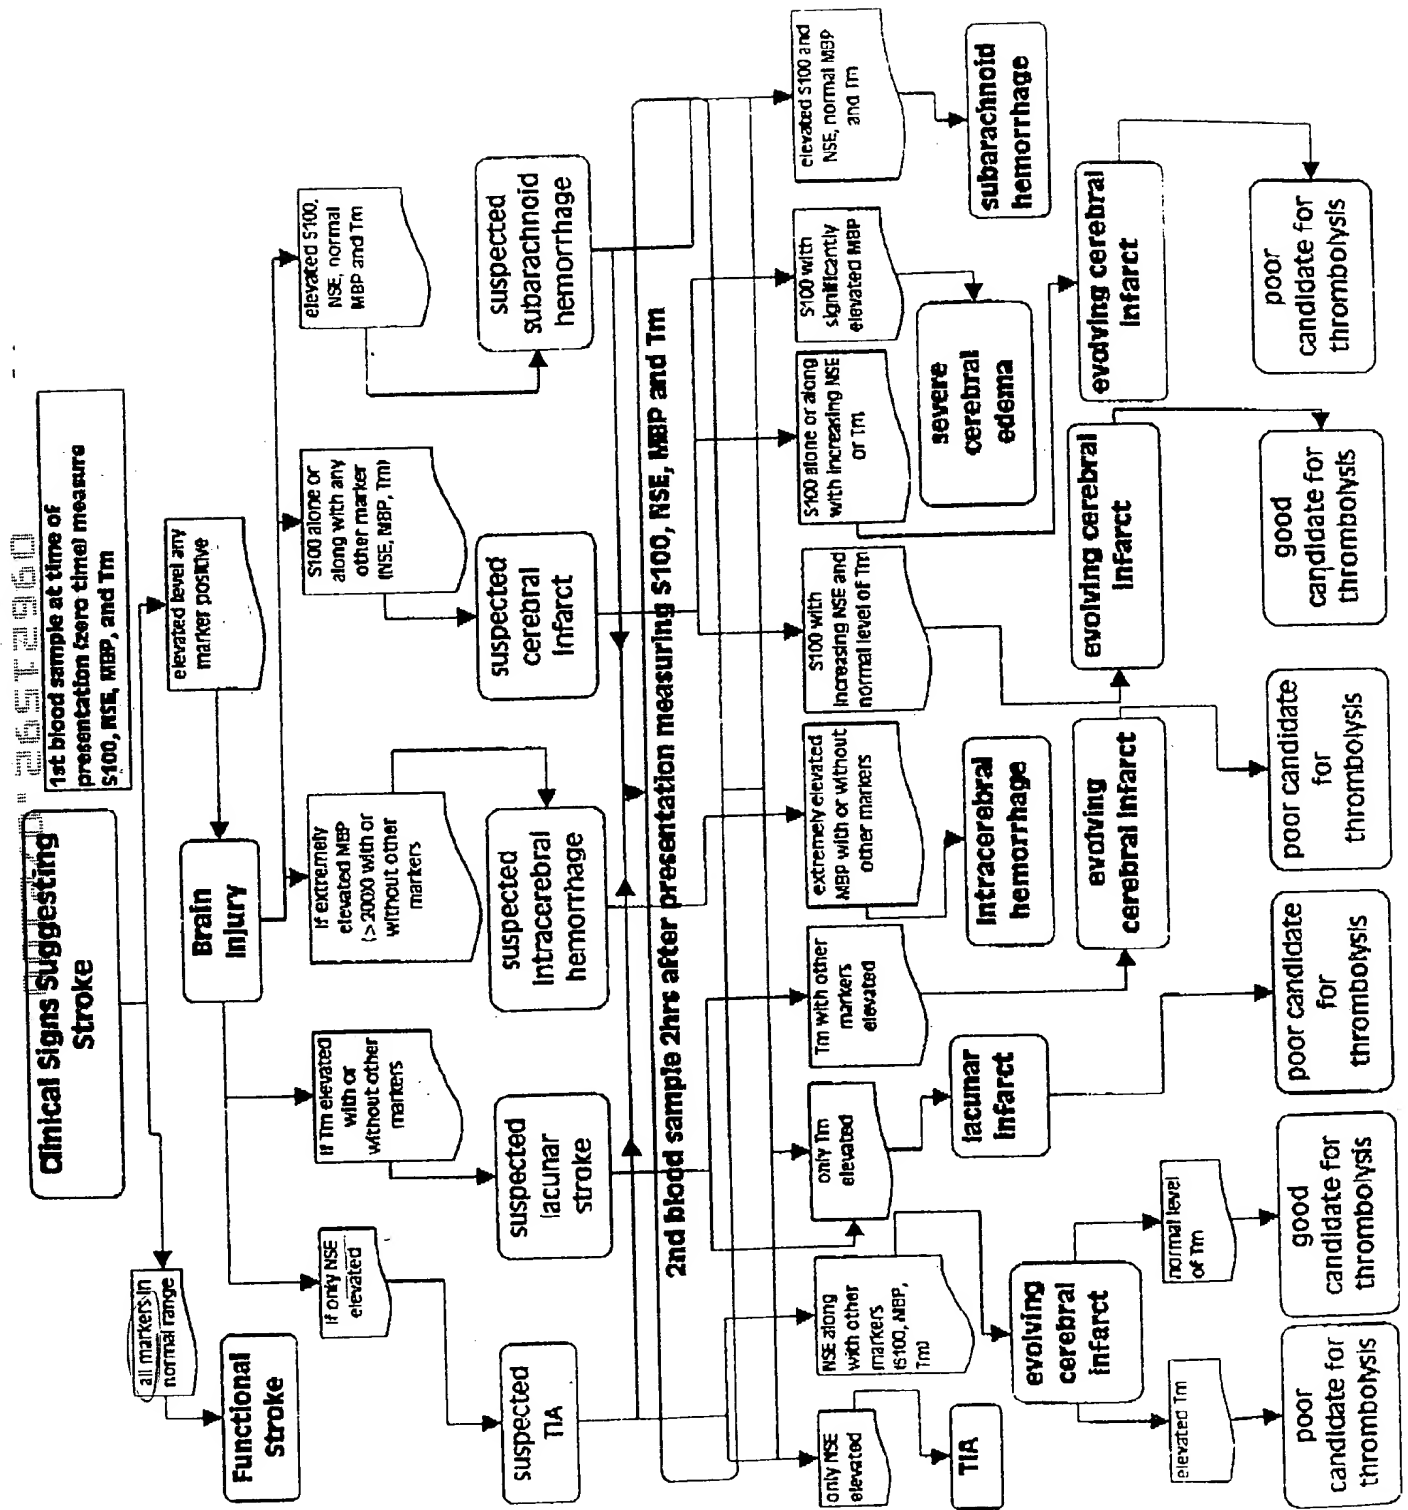 Clinical Signs Suggesting
Stroke
1st blood sample at time of
presentation (zero time) measure
S100, NSE, MBP, and Tm
all markers in
normal range
elevated level any
marker positive
Functional
Stroke
Brain
Injury
If only NSE
elevated
If Tm elevated
with or
without other
markers
If extremely
elevated MBP
(>2000) with or
without other
markers
S100 alone or
along with any
other marker
(NSE, MBP, Tm)
elevated S100,
NSE, normal
MBP and Tm
suspected
TIA
suspected
lacunar
stroke
suspected
Intracerebral
hemorrhage
suspected
cerebral
Infarct
suspected
subarachnoid
hemorrhage
2nd blood sample 2hrs after presentation measuring S100, NSE, MBP and Tm
only NSE
elevated
NSE along
with other
markers
(S100, MBP,
Tm)
only Tm
elevated
Tm with other
markers
elevated
extremely elevated
MBP with or without
other markers
S100 with
Increasing NSE and
normal level of Tm
S100 alone or along
with increasing NSE
or Tm
S100 with
significantly
elevated MBP
elevated S100 and
NSE, normal MBP
and Tm
TIA
evolving
cerebral
infarct
lacunar
infarct
Intracerebral
hemorrhage
severe
cerebral
edema
subarachnoid
hemorrhage
evolving
cerebral infarct
evolving cerebral
infarct
evolving cerebral
infarct
elevated Tm
normal level
of Tm
poor
candidate for
thrombolysis
good
candidate for
thrombolysis
poor candidate
for
thrombolysis
poor candidate
for
thrombolysis
good
candidate for
thrombolysis
poor
candidate for
thrombolysis